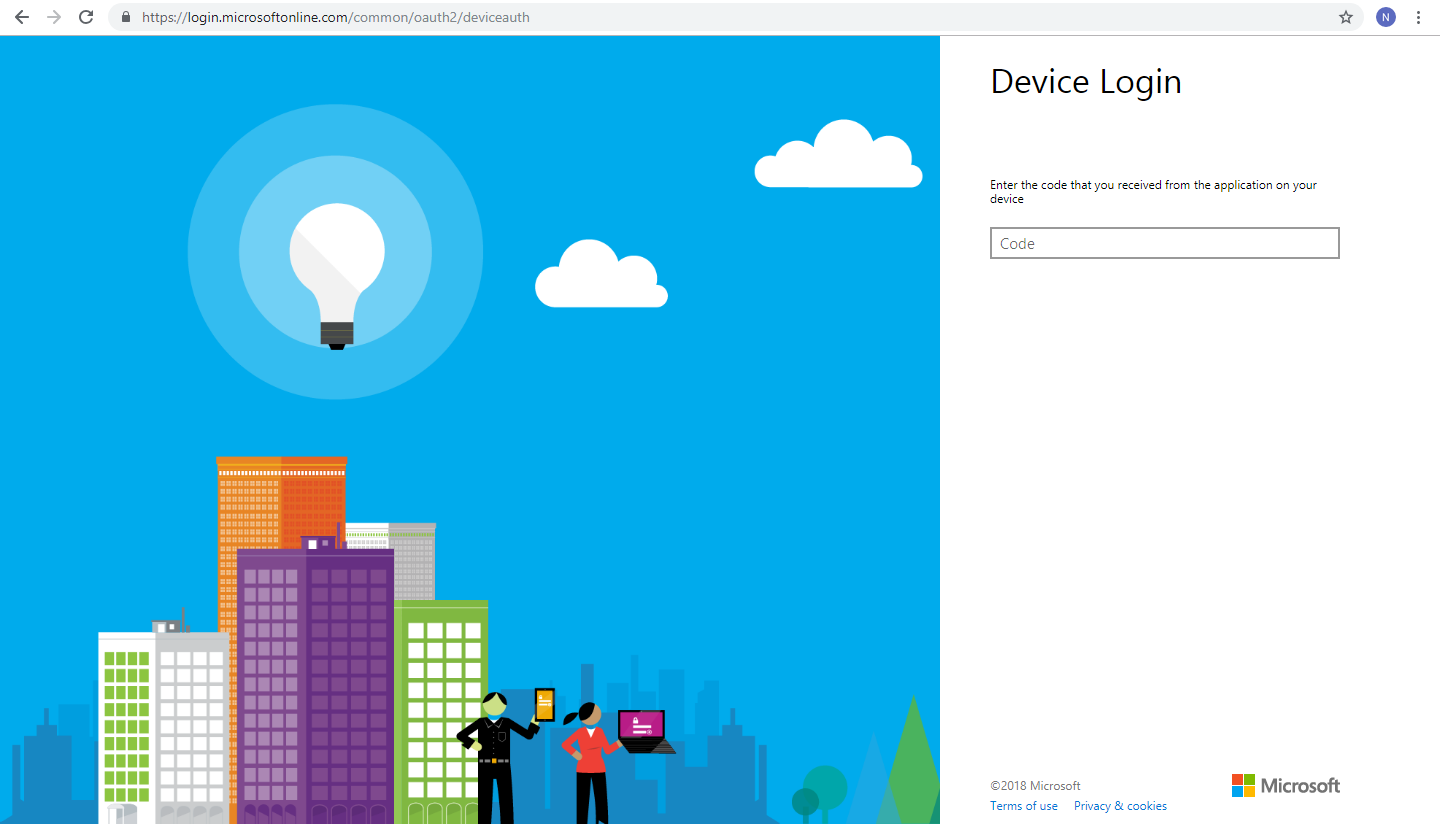 https://login.microsoftonline.com/common/oauth2/deviceauth
N
Device Login
Enter the code that you received from the application on your
device
Code
©2018 Microsoft
Microsoft
Terms of use Privacy & cookies